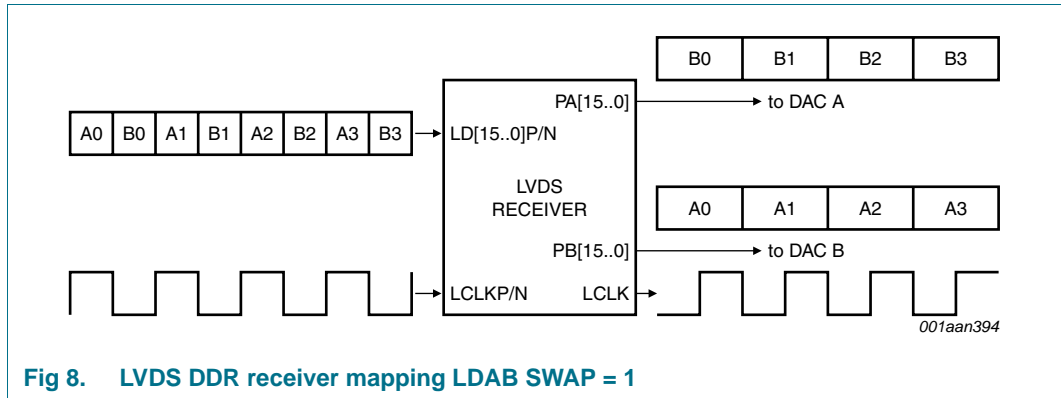 B0 B1 B2 B3
PA[15..0]
to DAC A
A0 B0 A1 B1 A2 B2 A3 B3
LD[15..0]P/N
LVDS
RECEIVER
A0 A1 A2 A3
PB[15..0]
to DAC B
LCLKP/N
LCLK
001aan394
Fig 8. LVDS DDR receiver mapping LDAB SWAP = 1